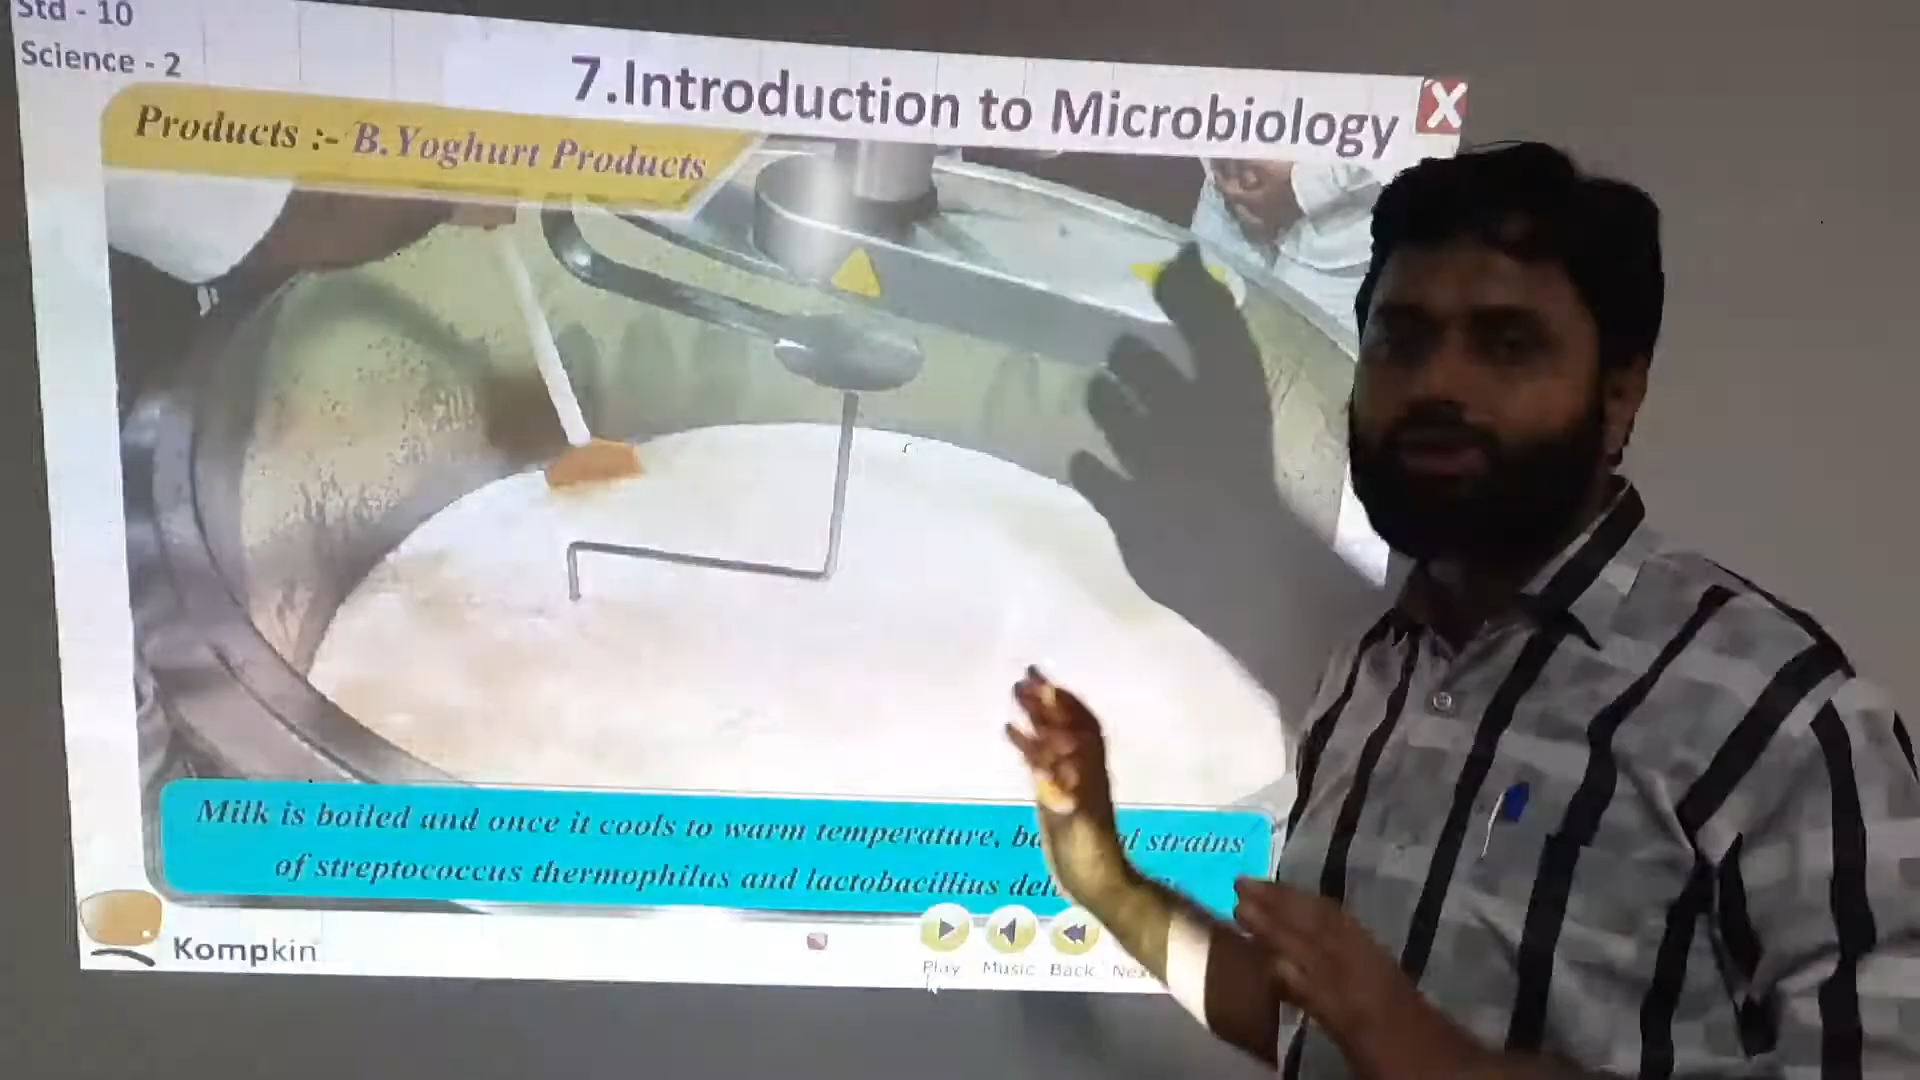 Std - 10
Science - 2
7.Introduction to Microbiology
X
Products :- B.Yoghurt Products
Milk is boiled and once it cools to warm temperature, strains
of streptococcus thermophilus and lactobacillius
Kompkin
Play Music Back